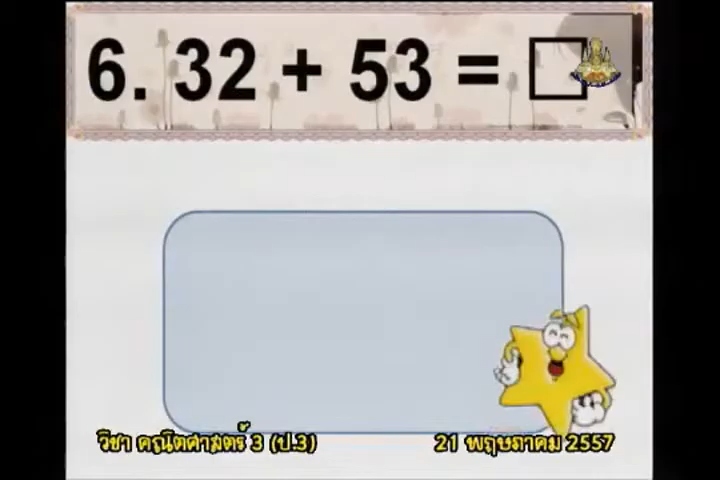 6. 32 + 53 = □
วิชา คณิตศาสตร์ 3 (ป.3)
21 พฤษภาคม 2557